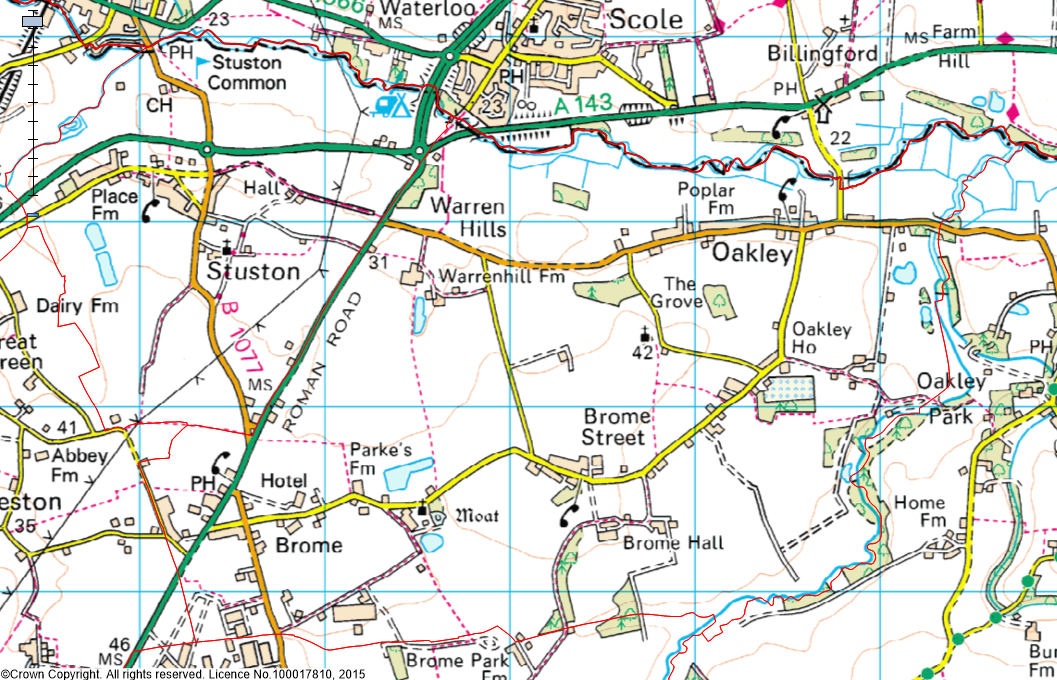 1066
Waterloo
MS
23
Scole
MS Farm
Hill
Billingford
PH
Stuston
Common
PH
CH
PH
23
A 143
PH
22
Hall
Place
Fm
Warren
Hills
Poplar
Fm
Stuston
31
Warrenhill Fm
Oakley
The
Grove
Dairy Fm
B 1077
ROMAN ROAD
Oakley
Ho
reat
reen
42
PH
MS
Oakley
Park
Brome
Street
41
Abbey
Fm
Parke's
Fm
PH
Hotel
eston
35
Moat
Home
Fm
Brome
Brome Hall
46
MS
Brome Park
Fm
Bur
Fm
©Crown Copyright. All rights reserved. Licence No.100017810, 2015